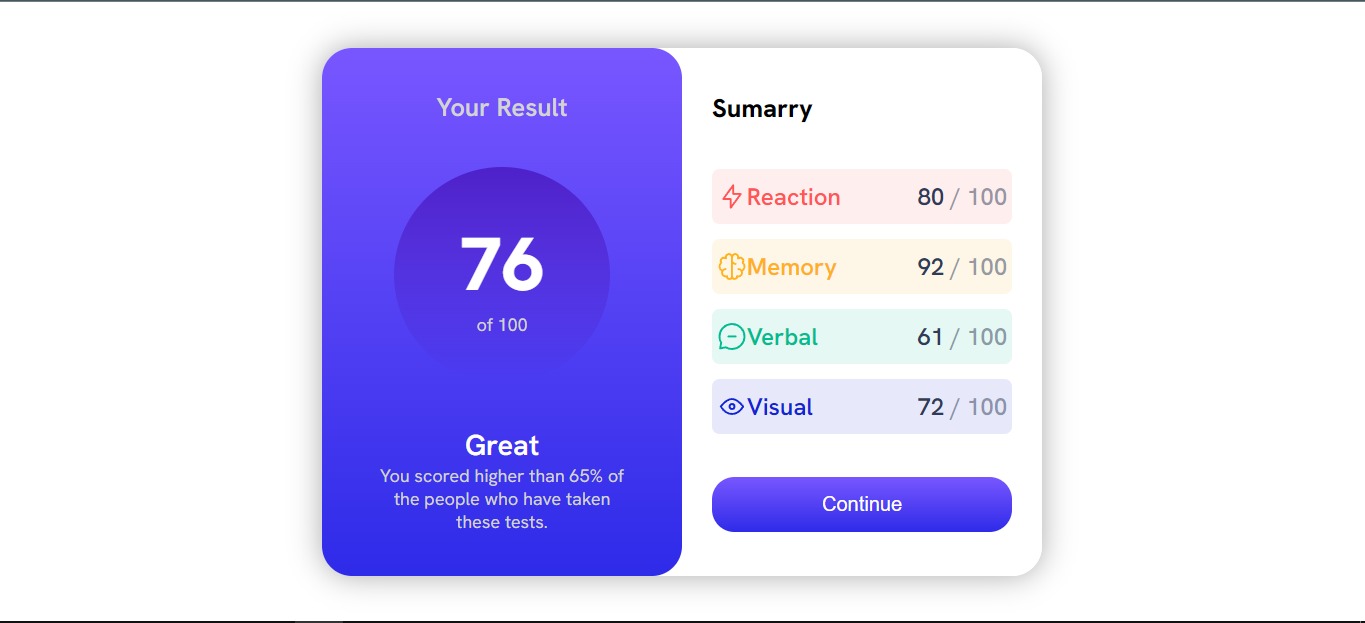 Your Result
76
of 100
Great
You scored higher than 65% of
the people who have taken
these tests.
Sumarry
Reaction 80 / 100
Memory 92 / 100
Verbal 61 / 100
Visual 72 / 100
Continue